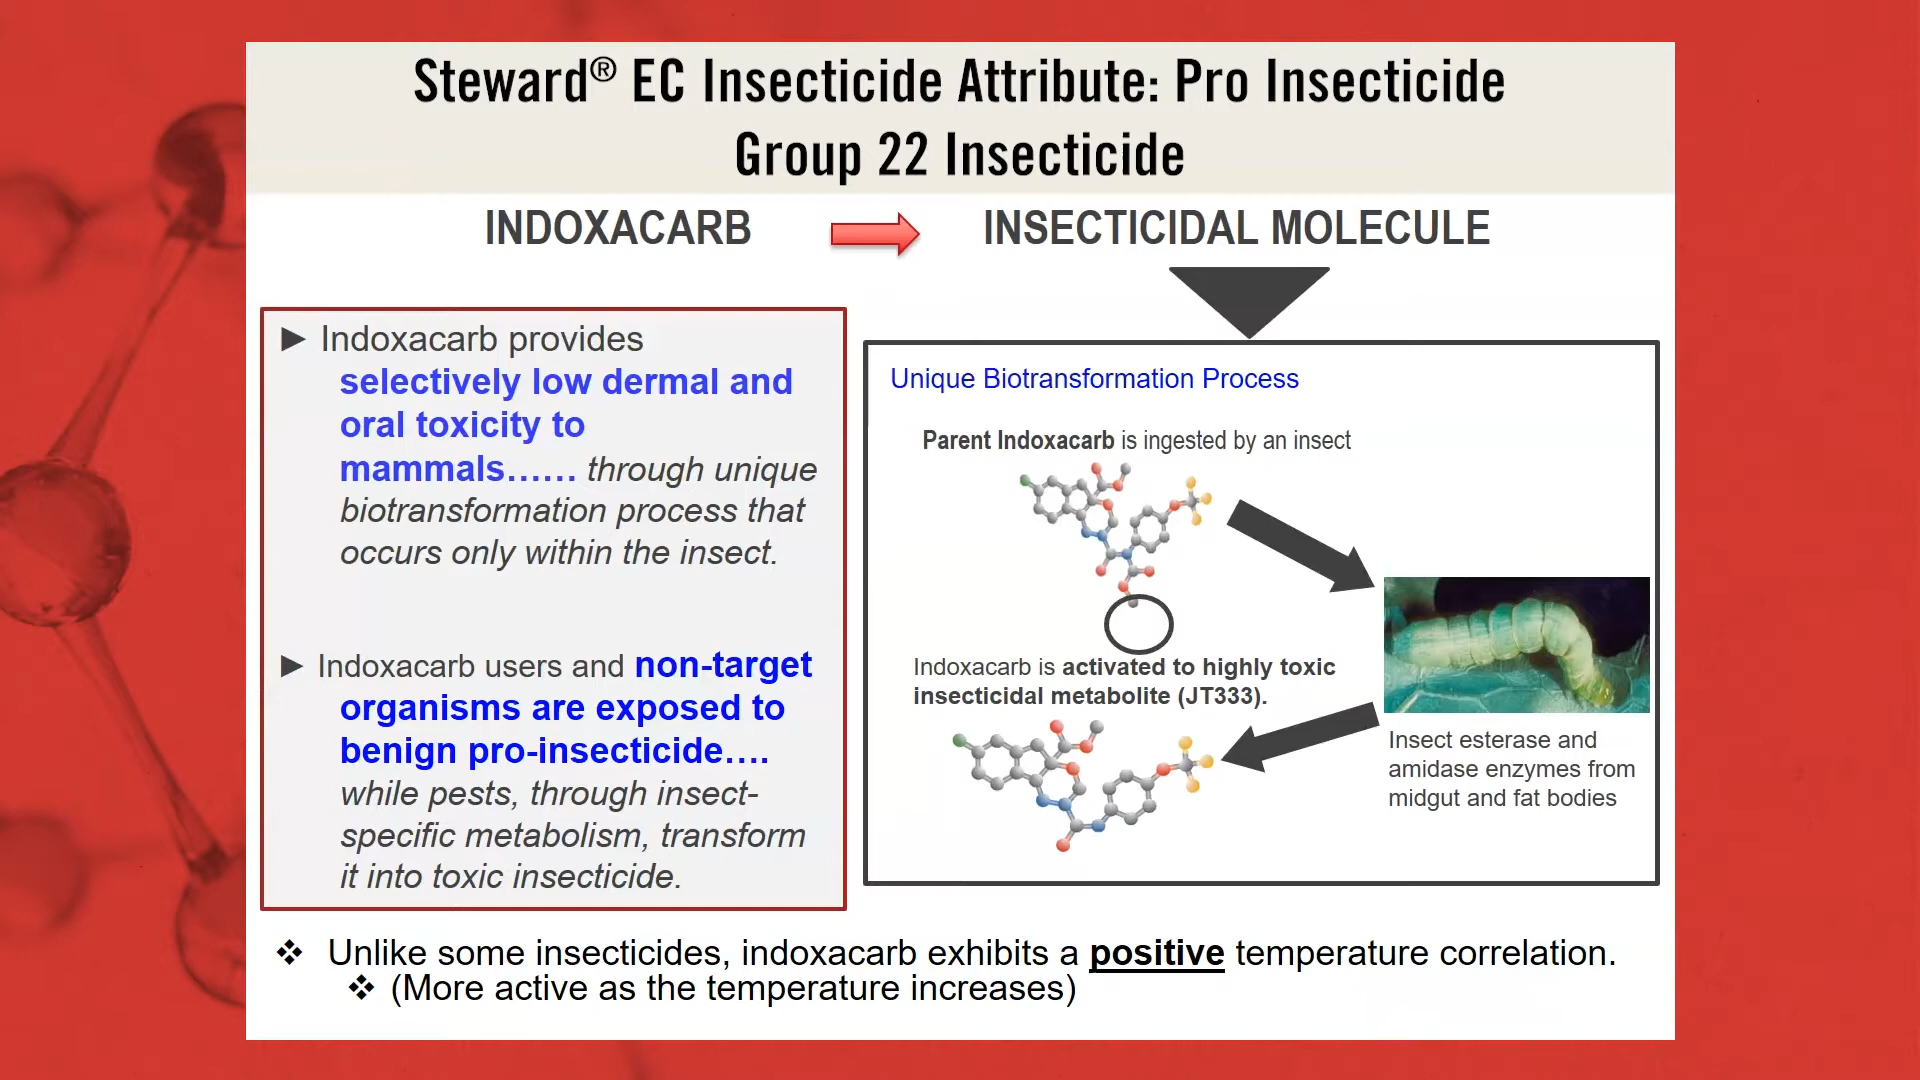 Steward® EC Insecticide Attribute: Pro Insecticide
Group 22 Insecticide
INDOXACARB
INSECTICIDAL MOLECULE
► Indoxacarb provides
selectively low dermal and
oral toxicity to
mammals…… through unique
biotransformation process that
occurs only within the insect.
► Indoxacarb users and non-target
organisms are exposed to
benign pro-insecticide….
while pests, through insect-
specific metabolism, transform
it into toxic insecticide.
Unique Biotransformation Process
Parent Indoxacarb is ingested by an insect
Indoxacarb is activated to highly toxic
insecticidal metabolite (JT333).
Insect esterase and
amidase enzymes from
midgut and fat bodies
❖ Unlike some insecticides, indoxacarb exhibits a positive temperature correlation.
❖ (More active as the temperature increases)